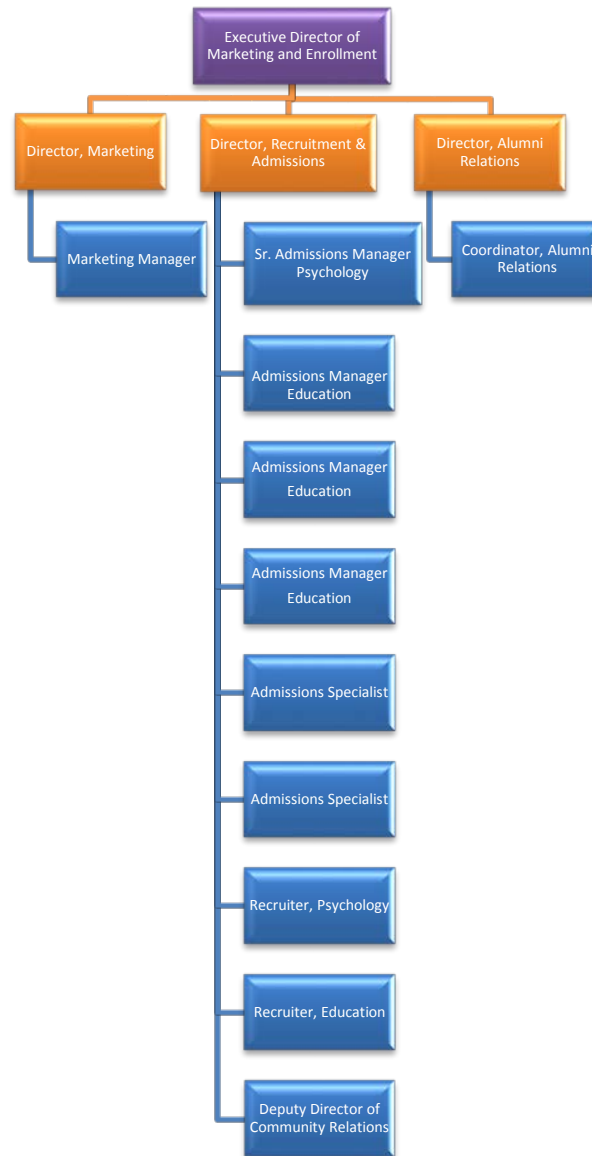 Executive Director of
Marketing and Enrollment
Director, Marketing
Director, Recruitment &
Admissions
Director, Alumni
Relations
Marketing Manager
Sr. Admissions Manager
Psychology
Coordinator, Alumni
Relations
Admissions Manager
Education
Admissions Manager
Education
Admissions Manager
Education
Admissions Specialist
Admissions Specialist
Recruiter, Psychology
Recruiter, Education
Deputy Director of
Community Relations